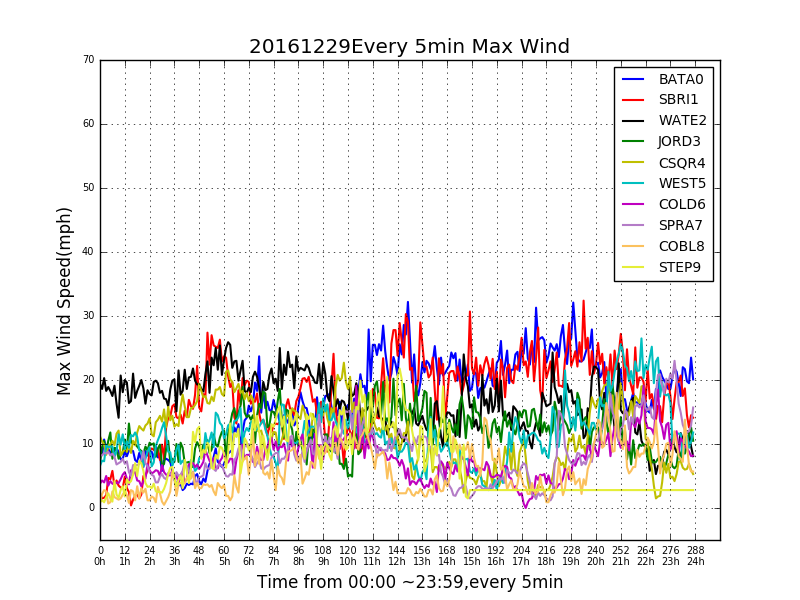 20161229Every 5min Max Wind
70
60
50
40
30
20
10
0
Max Wind Speed(mph)
BATA0
SBRI1
WATE2
JORD3
CSQR4
WEST5
COLD6
SPRA7
COBL8
STEP9
0 12 24 36 48 60 72 84 96 108 120 132 144 156 168 180 192 204 216 228 240 252 264 276 288
0h 1h 2h 3h 4h 5h 6h 7h 8h 9h 10h 11h 12h 13h 14h 15h 16h 17h 18h 19h 20h 21h 22h 23h 24h
Time from 00:00 ~23:59,every 5min